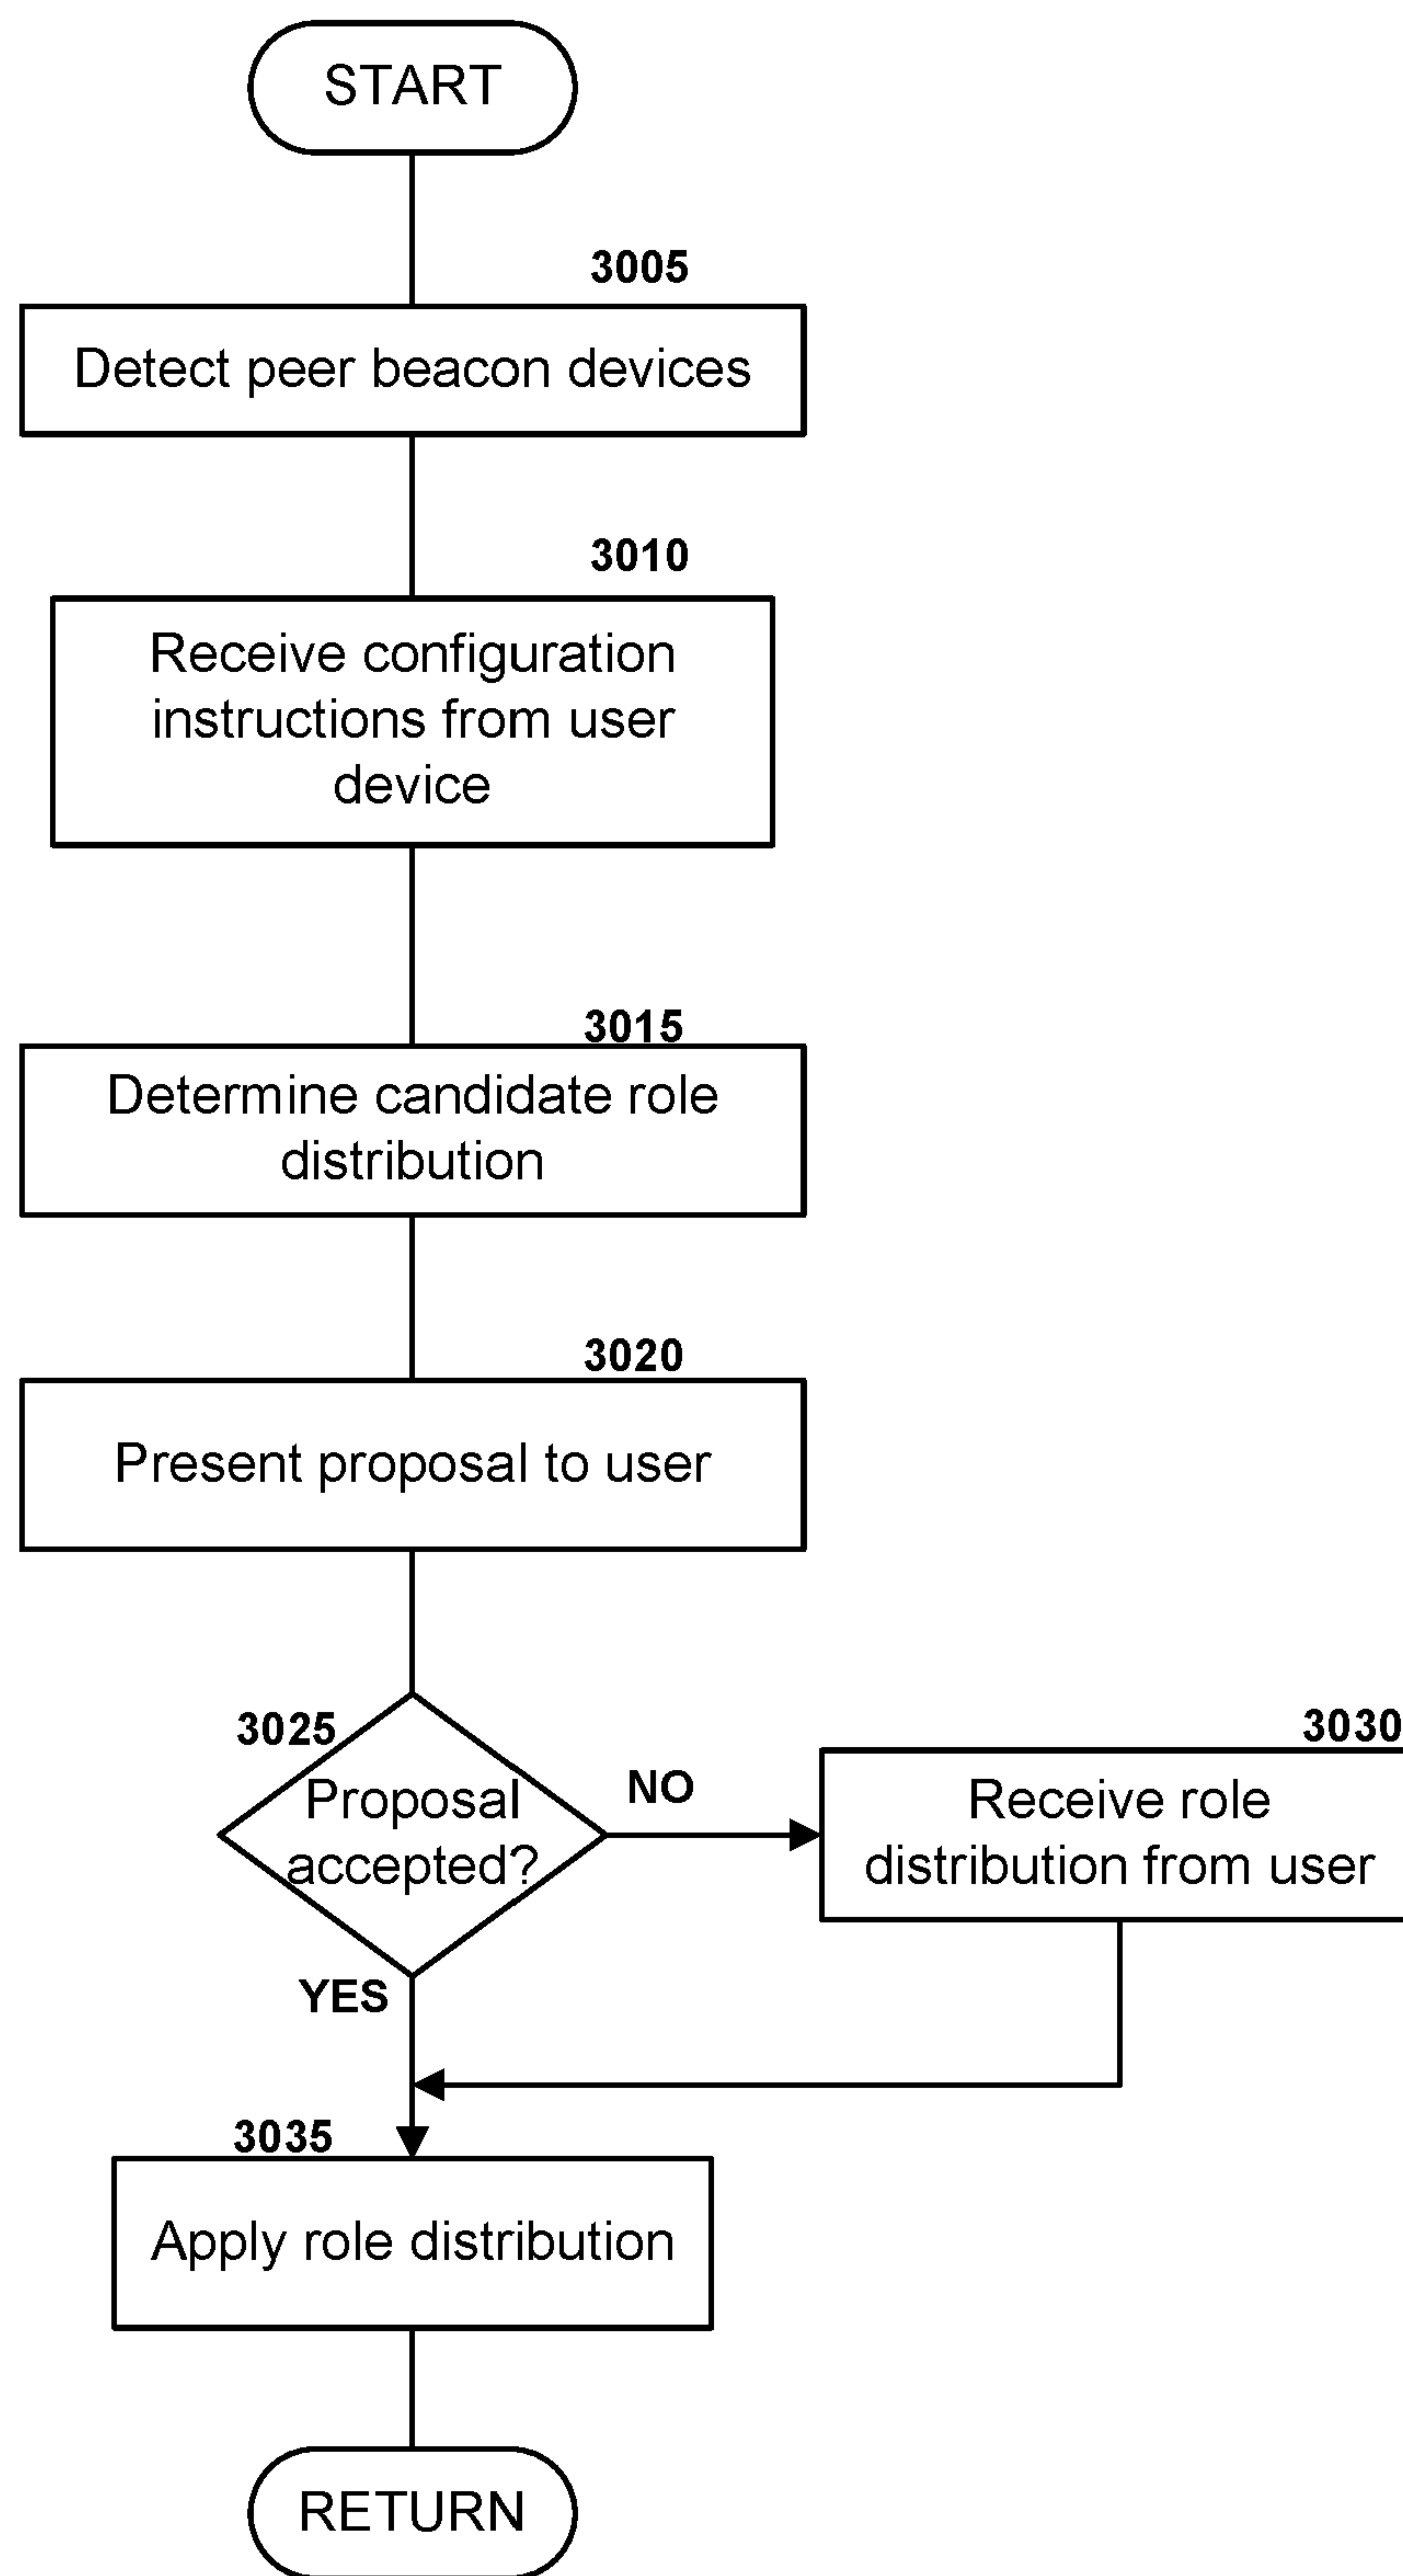 START
3005
Detect peer beacon devices
3010
Receive configuration
instructions from user
device
3015
Determine candidate role
distribution
3020
Present proposal to user
3025
Proposal
accepted?
NO
3030
Receive role
distribution from user
YES
3035
Apply role distribution
RETURN